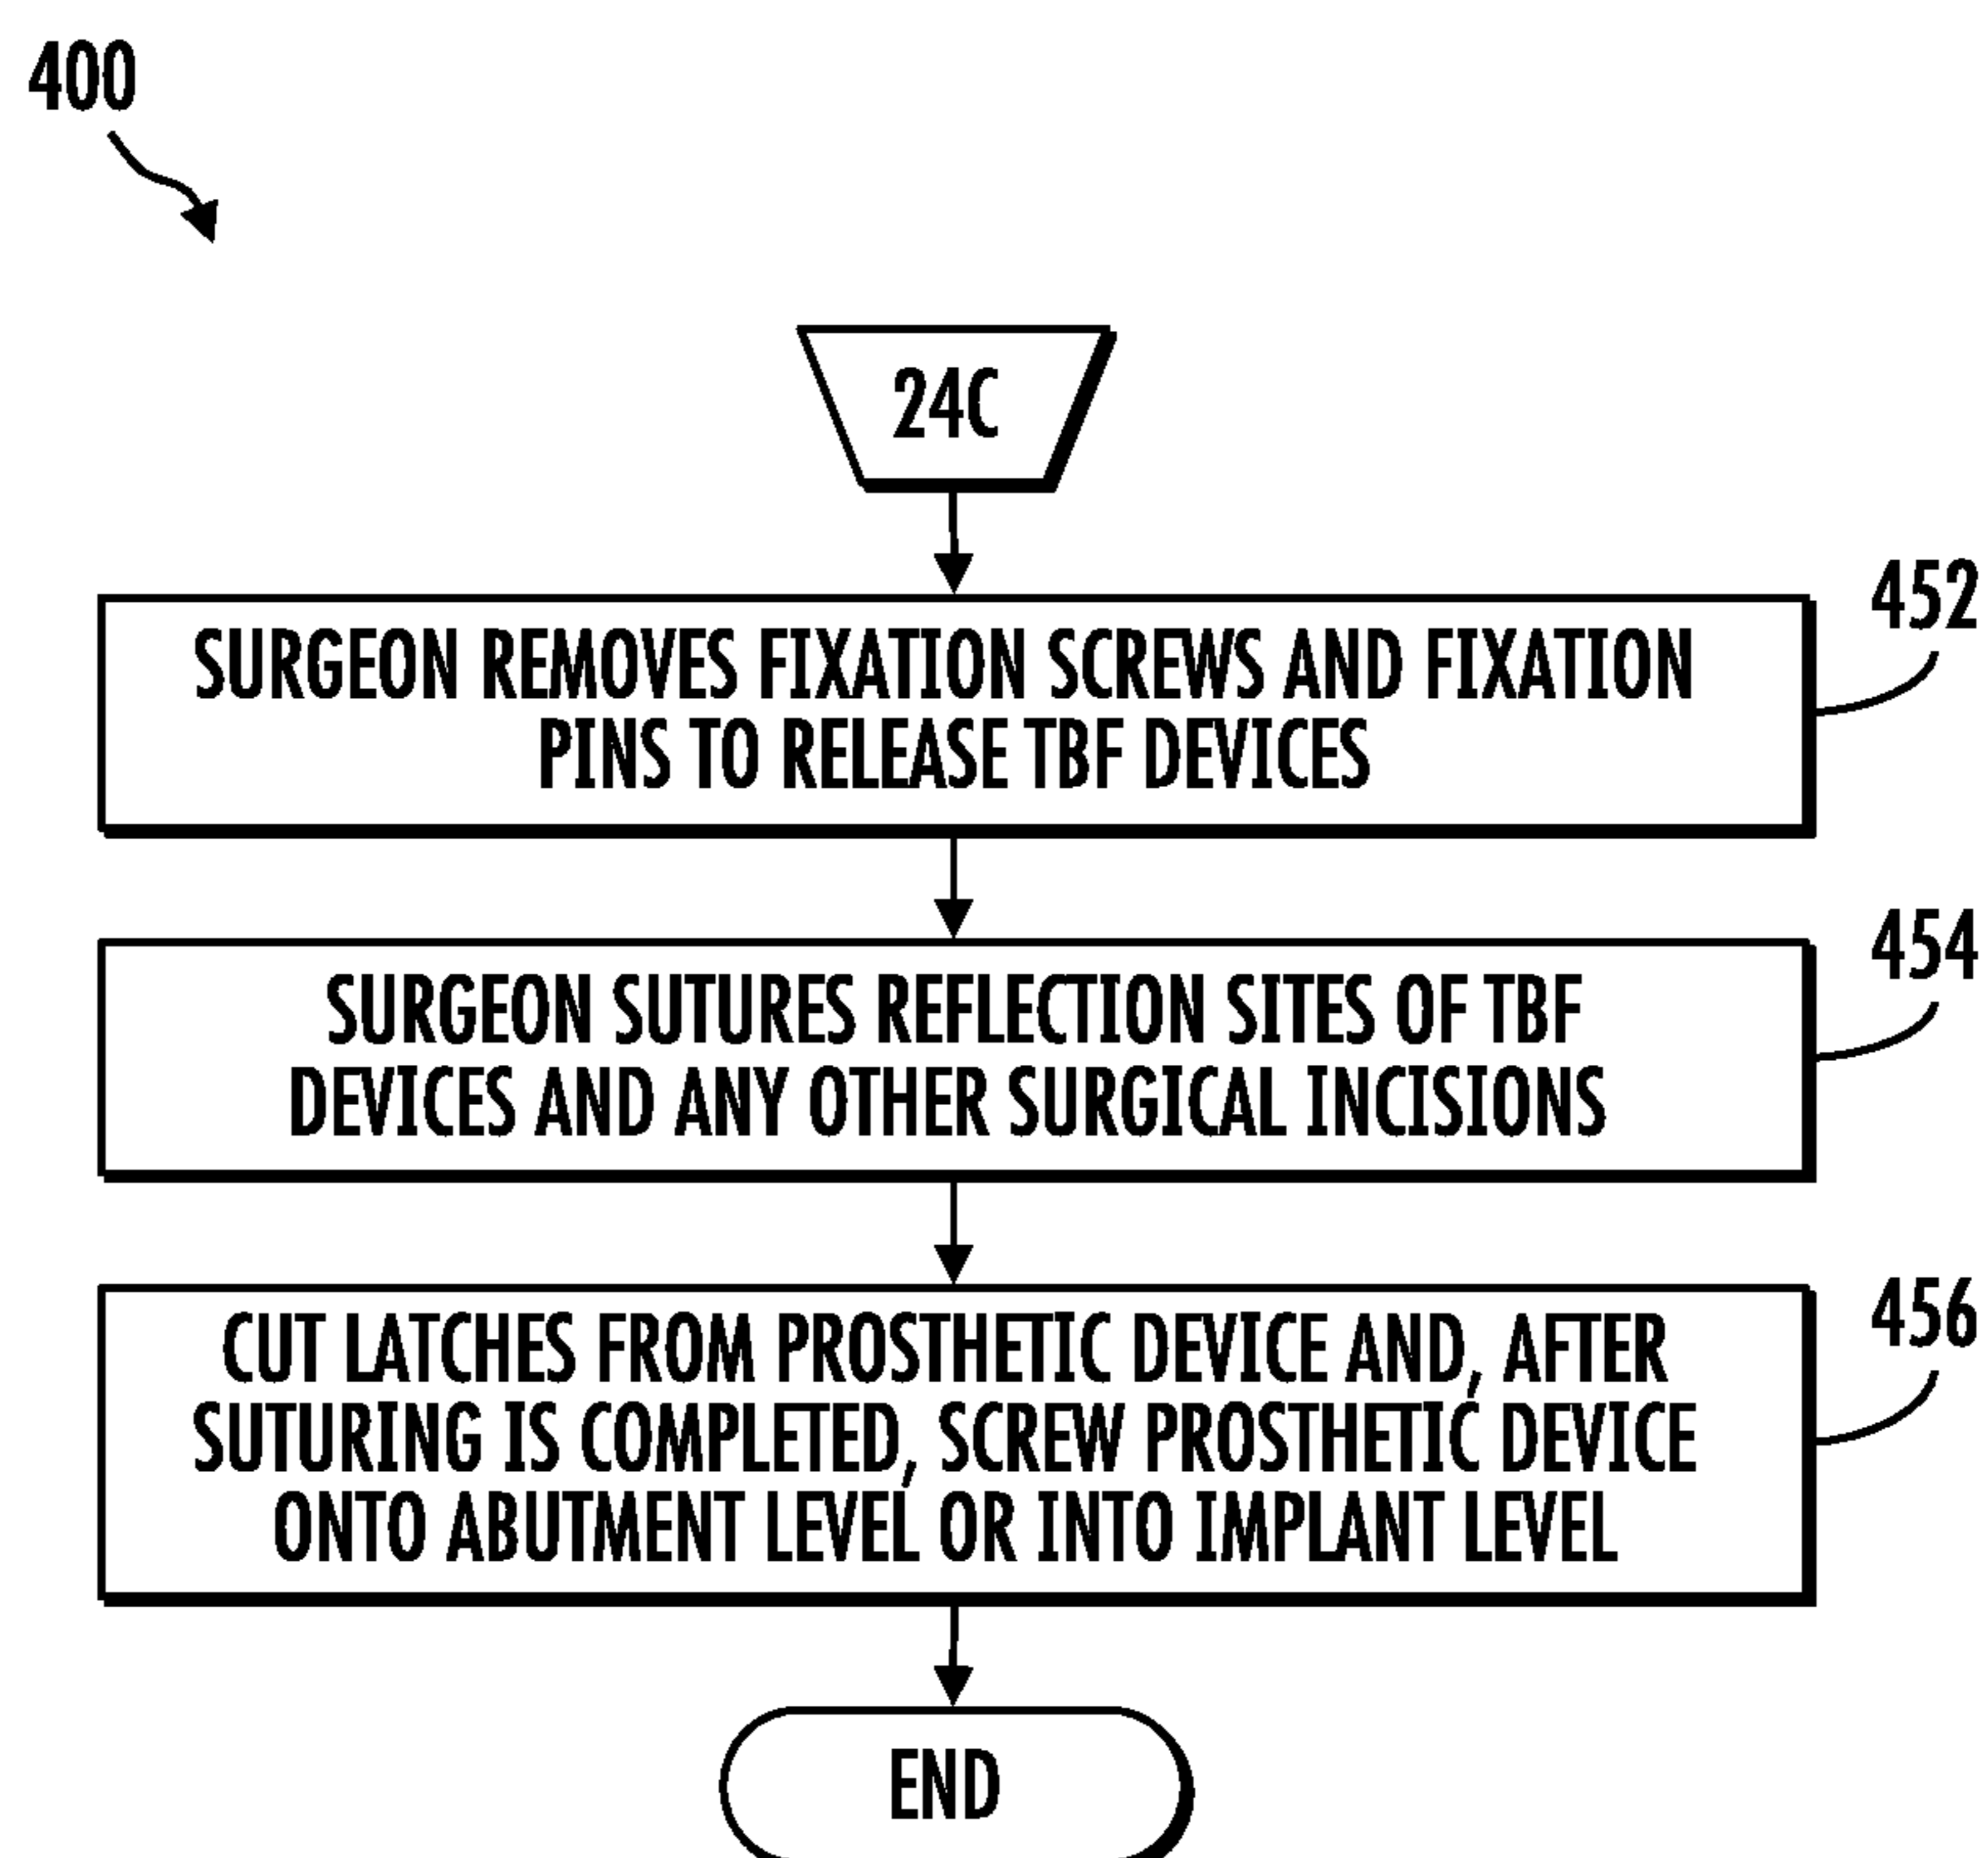 400
24C
452
SURGEON REMOVES FIXATION SCREWS AND FIXATION
PINS TO RELEASE TBF DEVICES
454
SURGEON SUTURES REFLECTION SITES OF TBF
DEVICES AND ANY OTHER SURGICAL INCISIONS
456
CUT LATCHES FROM PROSTHETIC DEVICE AND, AFTER
SUTURING IS COMPLETED, SCREW PROSTHETIC DEVICE
ONTO ABUTMENT LEVEL OR INTO IMPLANT LEVEL
END